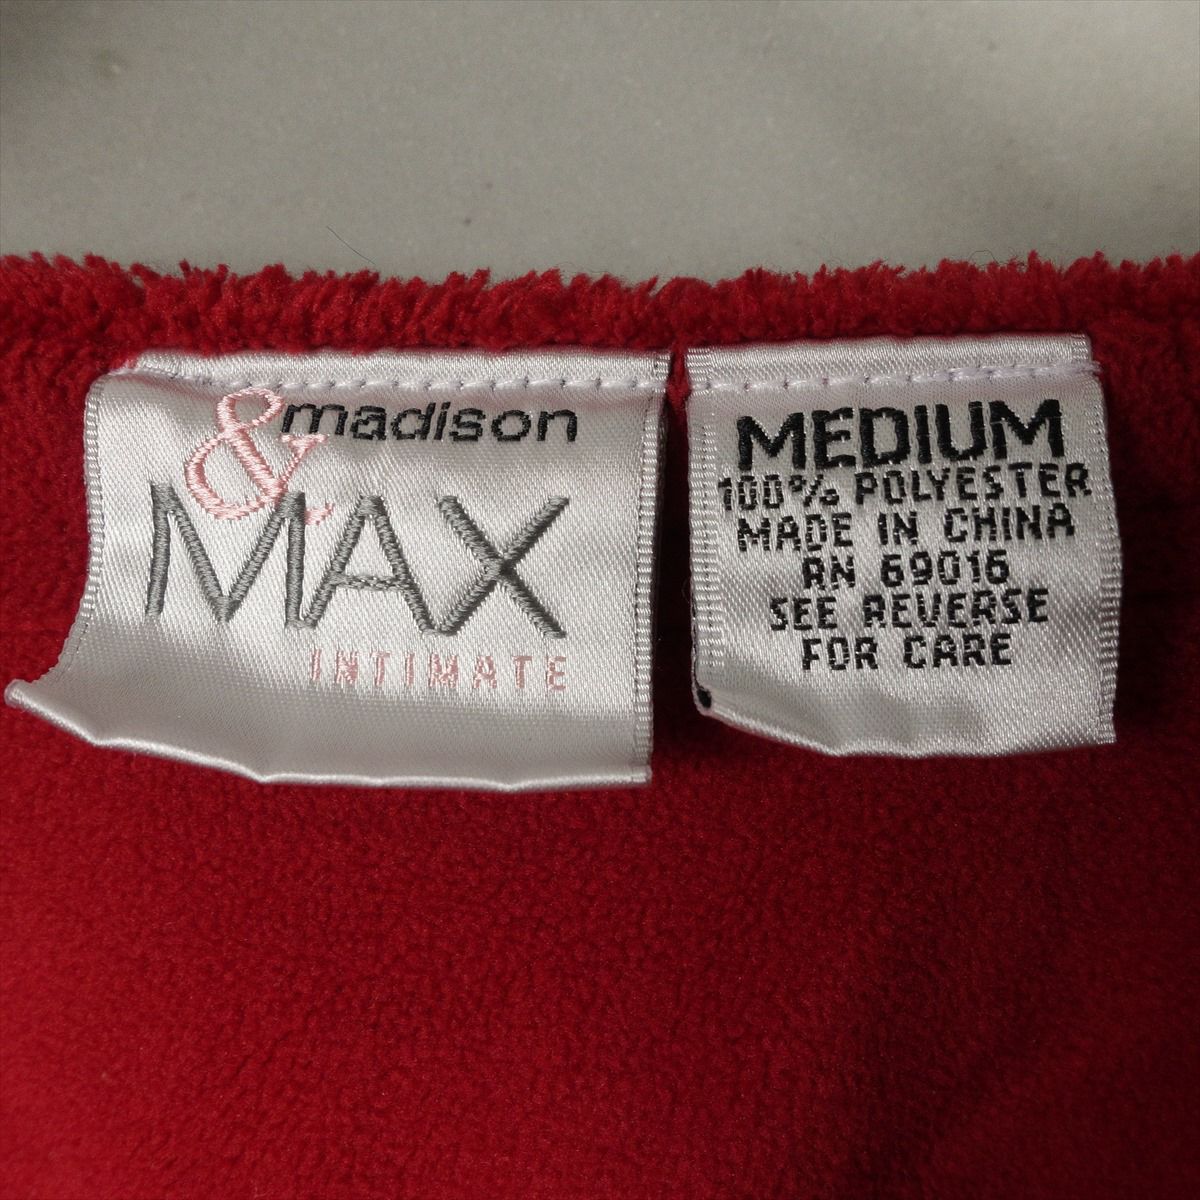 &madison
MAX
INTIMATE
MEDIUM
100% POLYESTER
MADE IN CHINA
RN 69016
SEE REVERSE
FOR CARE